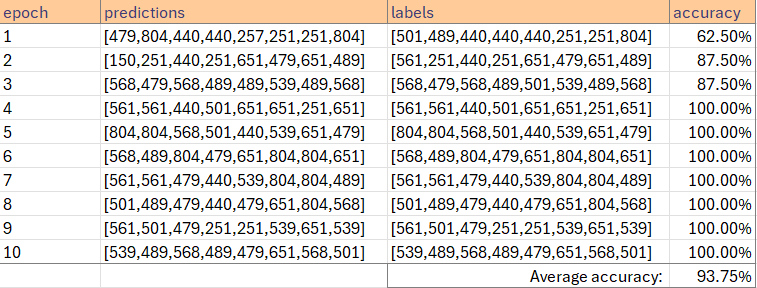 epoch predictions labels accuracy
1 [479,804,440,440,257,251,251,804] [501,489,440,440,440,251,251,804] 62.50%
2 [150,251,440,251,651,479,651,489] [561,251,440,251,651,479,651,489] 87.50%
3 [568,479,568,489,489,539,489,568] [568,479,568,489,501,539,489,568] 87.50%
4 [561,561,440,501,651,651,251,651] [561,561,440,501,651,651,251,651] 100.00%
5 [804,804,568,501,440,539,651,479] [804,804,568,501,440,539,651,479] 100.00%
6 [568,489,804,479,651,804,804,651] [568,489,804,479,651,804,804,651] 100.00%
7 [561,561,479,440,539,804,804,489] [561,561,479,440,539,804,804,489] 100.00%
8 [501,489,479,440,479,651,804,568] [501,489,479,440,479,651,804,568] 100.00%
9 [561,501,479,251,251,539,651,539] [561,501,479,251,251,539,651,539] 100.00%
10 [539,489,568,489,479,651,568,501] [539,489,568,489,479,651,568,501] 100.00%
Average accuracy: 93.75%